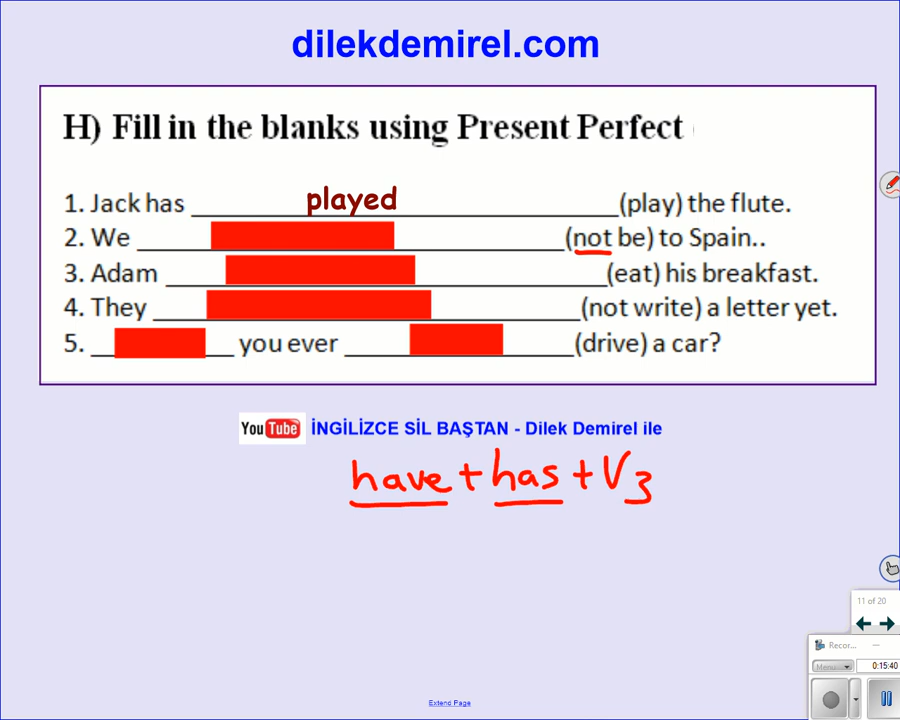 dilekdemirel.com
H) Fill in the blanks using Present Perfect
1. Jack has played (play) the flute.
2. We (not be) to Spain..
3. Adam (eat) his breakfast.
4. They (not write) a letter yet.
5. you ever (drive) a car?
YouTube İNGİLİZCE SİL BAŞTAN - Dilek Demirel ile
have + has + V3
11 of 20
Recor...
Menu...
0:15:40
Extend Page